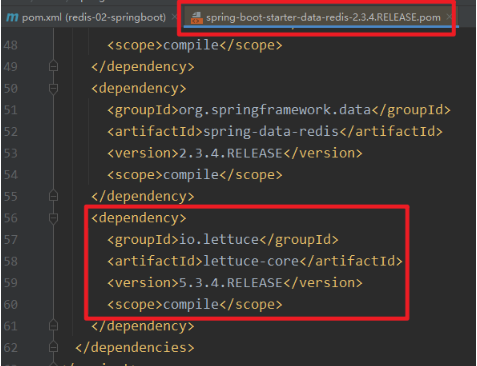 pom.xml (redis-02-springboot) × spring-boot-starter-data-redis-2.3.4.RELEASE.pom ×
48 <scope>compile</scope>
49 </dependency>
50 <dependency>
51 <groupId>org.springframework.data</groupId>
52 <artifactId>spring-data-redis</artifactId>
53 <version>2.3.4.RELEASE</version>
54 <scope>compile</scope>
55 </dependency>
56 <dependency>
57 <groupId>io.lettuce</groupId>
58 <artifactId>lettuce-core</artifactId>
59 <version>5.3.4.RELEASE</version>
60 <scope>compile</scope>
61 </dependency>
62 </dependencies>